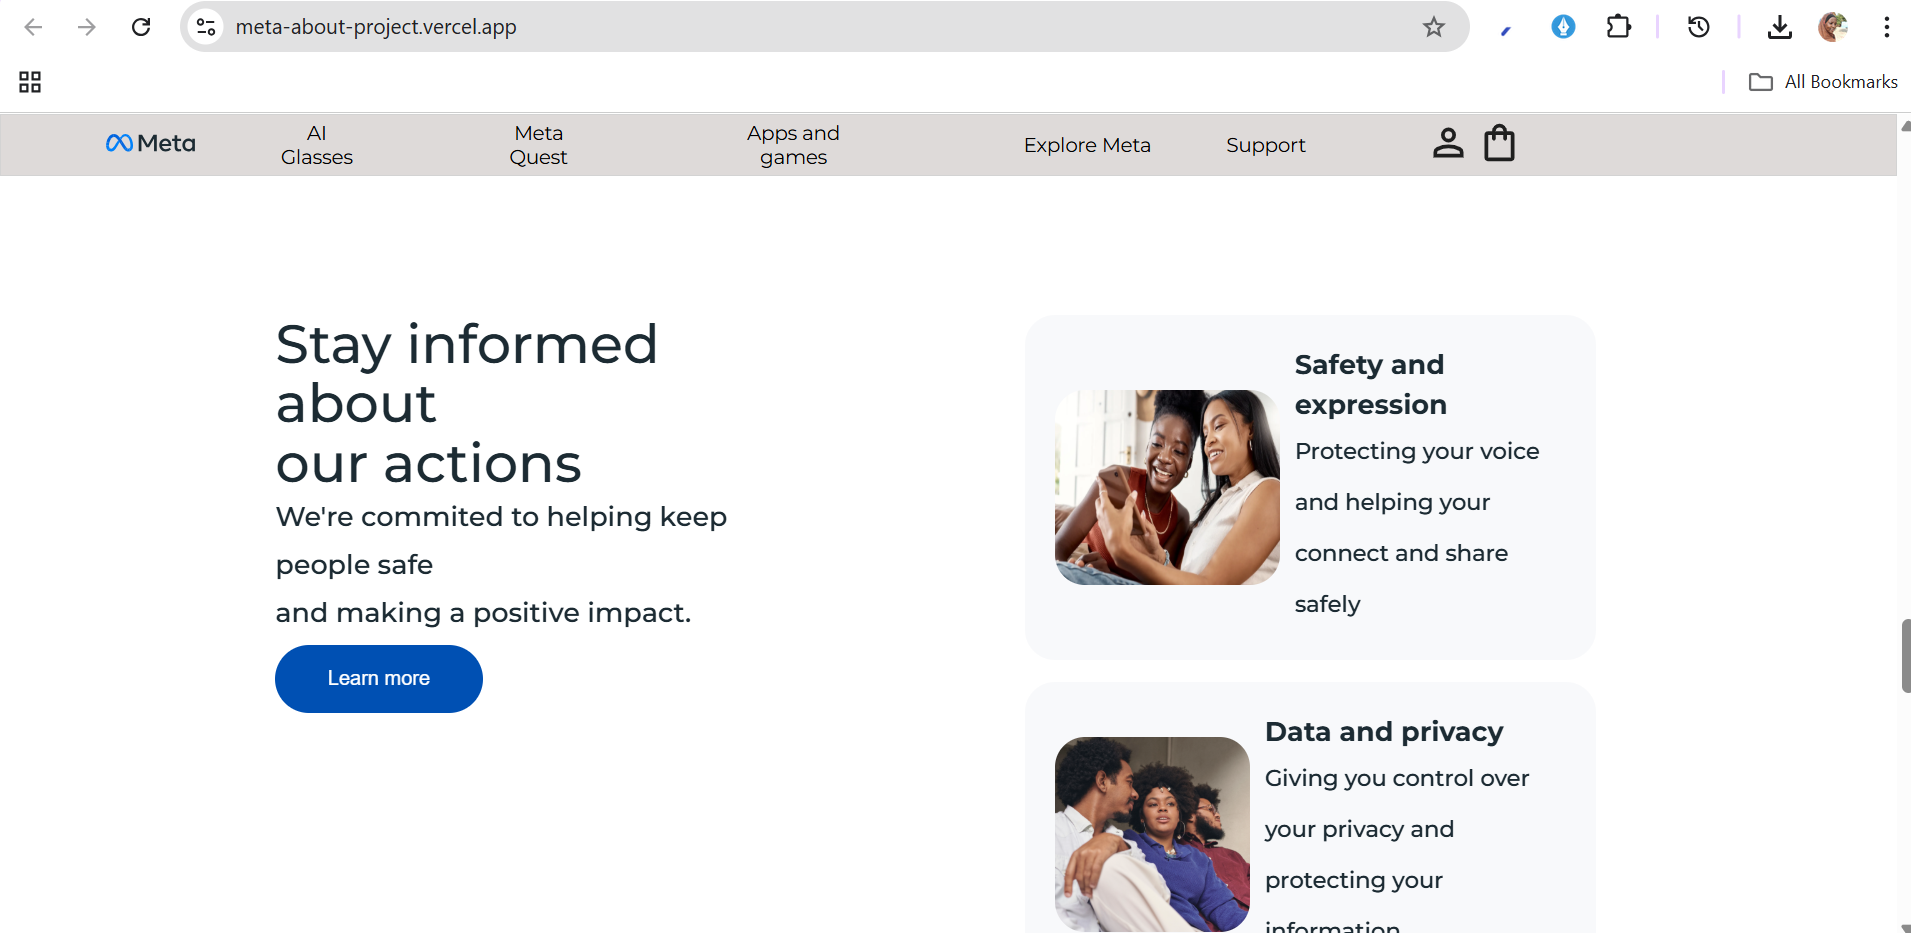 meta-about-project.vercel.app
All Bookmarks
Meta
AI
Glasses
Meta
Quest
Apps and
games
Explore Meta
Support
Stay informed
about
our actions
We're commited to helping keep
people safe
and making a positive impact.
Learn more
Safety and
expression
Protecting your voice
and helping your
connect and share
safely
Data and privacy
Giving you control over
your privacy and
protecting your
information